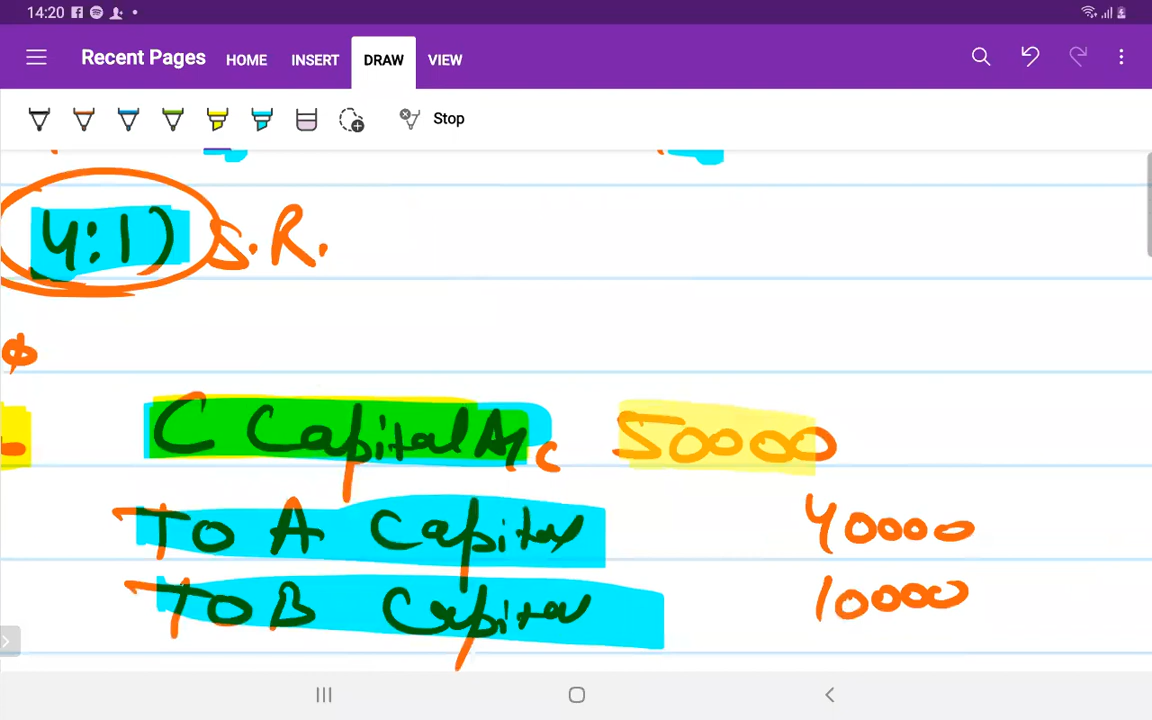 14:20
Recent Pages HOME INSERT DRAW VIEW
Stop
4:1) S.R.
C Capital A/c 50000
To A Capital 40000
To B Capital 10000